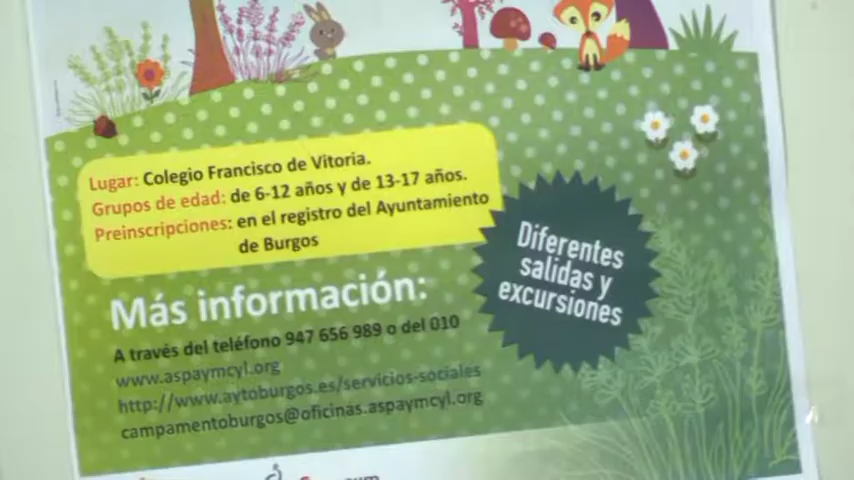 Lugar: Colegio Francisco de Vitoria.
Grupos de edad: de 6-12 años y de 13-17 años.
Preinscripciones: en el registro del Ayuntamiento
de Burgos
Diferentes
salidas y
excursiones
Más información:
A través del teléfono 947 656 989 o del 010
www.aspaymcyl.org
http://www.aytoburgos.es/servicios-sociales
campamentoburgos@oficinas.aspaymcyl.org